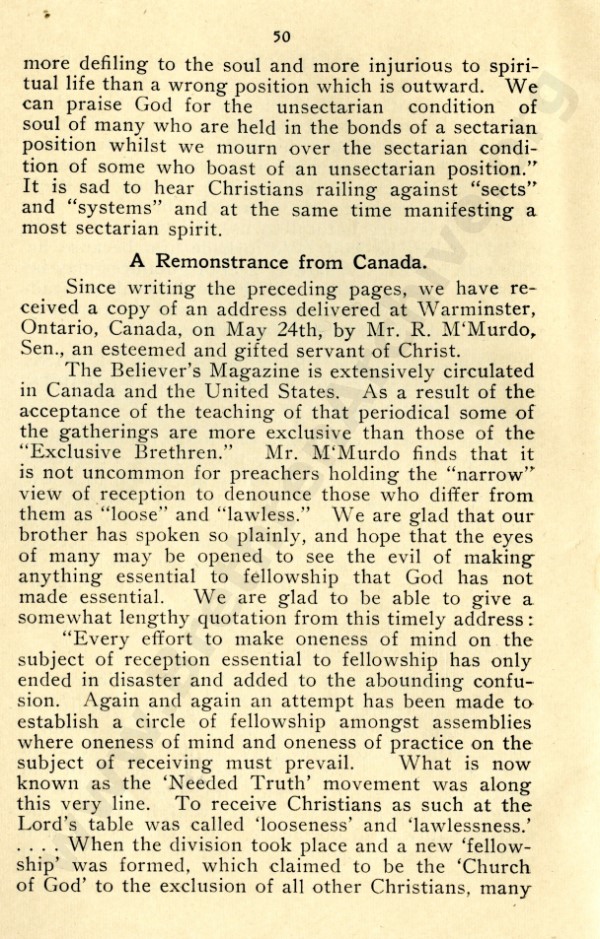 50
more defiling to the soul and more injurious to spiri-
tual life than a wrong position which is outward. We
can praise God for the unsectarian condition of
soul of many who are held in the bonds of a sectarian
position whilst we mourn over the sectarian condi-
tion of some who boast of an unsectarian position."
It is sad to hear Christians railing against "sects"
and "systems" and at the same time manifesting a
most sectarian spirit.
A Remonstrance from Canada.
Since writing the preceding pages, we have re-
ceived a copy of an address delivered at Warminster,
Ontario, Canada, on May 24th, by Mr. R. M'Murdo,
Sen., an esteemed and gifted servant of Christ.
The Believer's Magazine is extensively circulated
in Canada and the United States. As a result of the
acceptance of the teaching of that periodical some of
the gatherings are more exclusive than those of the
"Exclusive Brethren." Mr. M'Murdo finds that it
is not uncommon for preachers holding the "narrow"
view of reception to denounce those who differ from
them as "loose" and "lawless." We are glad that our
brother has spoken so plainly, and hope that the eyes
of many may be opened to see the evil of making
anything essential to fellowship that God has not
made essential. We are glad to be able to give a
somewhat lengthy quotation from this timely address:
"Every effort to make oneness of mind on the
subject of reception essential to fellowship has only
ended in disaster and added to the abounding confu-
sion. Again and again an attempt has been made to
establish a circle of fellowship amongst assemblies
where oneness of mind and oneness of practice on the
subject of receiving must prevail. What is now
known as the 'Needed Truth' movement was along
this very line. To receive Christians as such at the
Lord's table was called 'looseness' and 'lawlessness.'
. . . . When the division took place and a new 'fellow-
ship' was formed, which claimed to be the 'Church
of God' to the exclusion of all other Christians, many